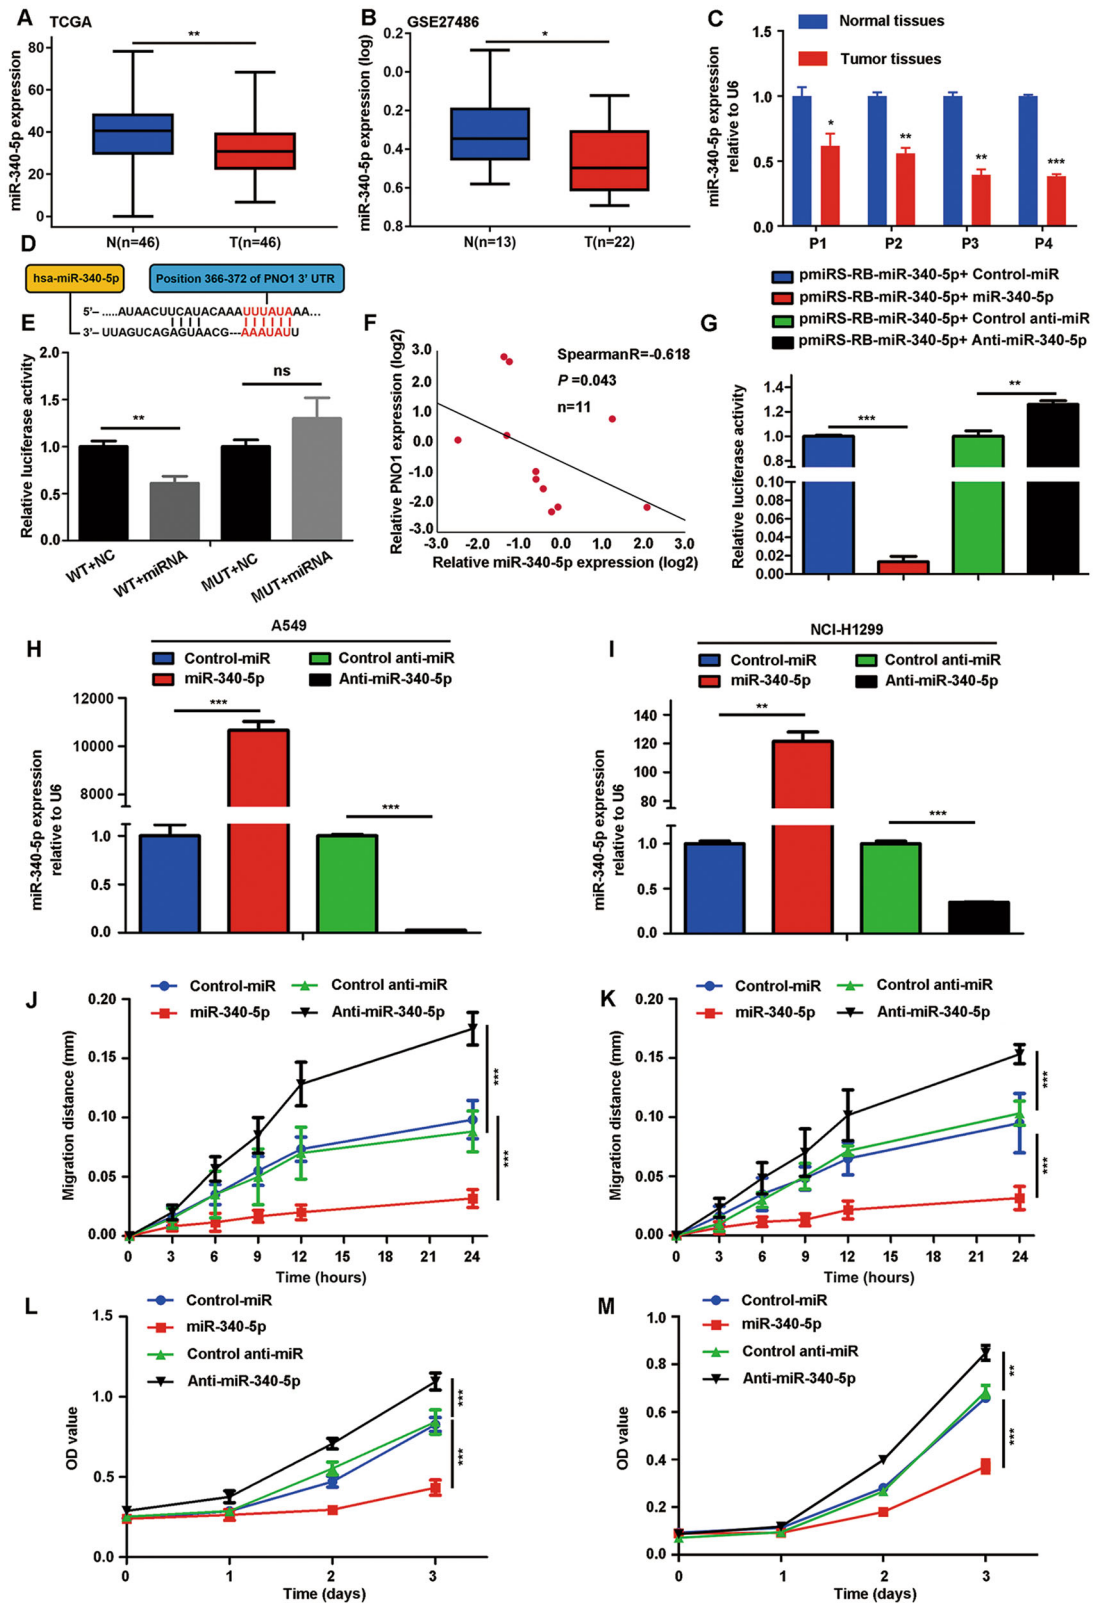 A TCGA
miR-340-5p expression
80
60
40
20
0
**
N(n=46) T(n=46)
B GSE27486
miR-340-5p expression (log)
0.2
0.0
0.2
0.4
0.6
0.8
*
N(n=13) T(n=22)
C
Normal tissues
Tumor tissues
miR-340-5p expression
relative to U6
1.5
1.0
0.5
0.0
* ** ** ***
P1 P2 P3 P4
D
hsa-miR-340-5p
Position 366-372 of PNO1 3' UTR
5'– .....AUAACUUCAUACAAAUUUAUAAA...
3'– UUAGUCAGAGUAACG---AAAUAUU
E
Relative luciferase activity
2.0
1.5
1.0
0.5
0.0
** ns
WT+NC WT+miRNA MUT+NC MUT+miRNA
F
Relative PNO1 expression (log2)
3.0
2.0
1.0
0.0
-1.0
-2.0
-3.0
SpearmanR=-0.618
P =0.043
n=11
-3.0 -2.0 -1.0 0.0 1.0 2.0 3.0
Relative miR-340-5p expression (log2)
G
pmiRS-RB-miR-340-5p+ Control-miR
pmiRS-RB-miR-340-5p+ miR-340-5p
pmiRS-RB-miR-340-5p+ Control anti-miR
pmiRS-RB-miR-340-5p+ Anti-miR-340-5p
Relative luciferase activity
1.4
1.2
1.0
0.8
0.10
0.08
0.06
0.04
0.02
0.00
*** **
H
A549
Control-miR Control anti-miR
miR-340-5p Anti-miR-340-5p
miR-340-5p expression
relative to U6
12000
10000
8000
1.0
0.5
0.0
*** ***
I
NCI-H1299
Control-miR Control anti-miR
miR-340-5p Anti-miR-340-5p
miR-340-5p expression
relative to U6
140
120
100
80
1.0
0.5
0.0
** ***
J
Control-miR Control anti-miR
miR-340-5p Anti-miR-340-5p
Migration distance (mm)
0.20
0.15
0.10
0.05
0.00
*** ***
0 3 6 9 12 15 18 21 24
Time (hours)
K
Control-miR Control anti-miR
miR-340-5p Anti-miR-340-5p
Migration distance (mm)
0.20
0.15
0.10
0.05
0.00
*** ***
0 3 6 9 12 15 18 21 24
Time (hours)
L
Control-miR
miR-340-5p
Control anti-miR
Anti-miR-340-5p
OD value
1.5
1.0
0.5
0.0
*** ***
0 1 2 3
Time (days)
M
Control-miR
miR-340-5p
Control anti-miR
Anti-miR-340-5p
OD value
1.0
0.8
0.6
0.4
0.2
0.0
** ***
0 1 2 3
Time (days)